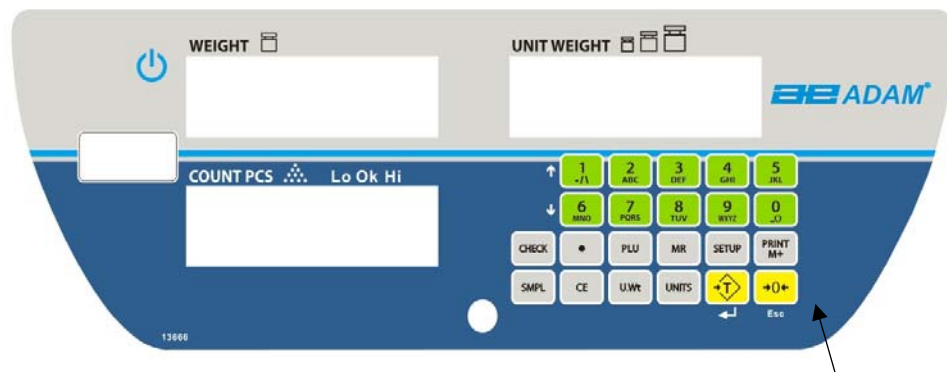 WEIGHT
UNIT WEIGHT
ae ADAM®
COUNT PCS Lo Ok Hi
1 2 3 4 5
-/\ ABC DEF GHI JKL
6 7 8 9 0
MNO PQRS TUV WXYZ _O
CHECK • PLU MR SETUP PRINT M+
SMPL CE U.Wt UNITS →T← →0←
Esc
13666